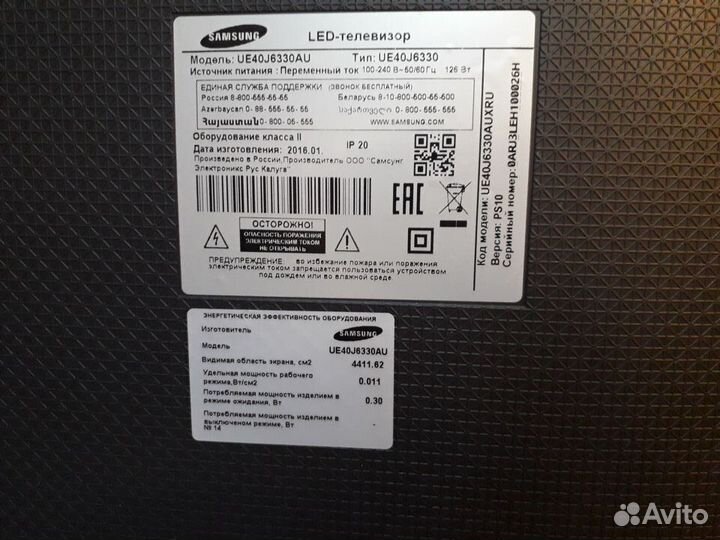 SAMSUNG
LED-телевизор
Модель: UE40J6330AU Тип: UE40J6330
Источник питания : Переменный ток 100-240 В~50/60Гц 126 Вт
ЕДИНАЯ СЛУЖБА ПОДДЕРЖКИ (ЗВОНОК БЕСПЛАТНЫЙ)
Россия 8-800-555-55-55 Беларусь 8-10-800-500-55-500
Azərbaycan 0-88-555-55-55 საქართველო 0-800-555-555
Հայաստան 0-800-05-555 WWW.SAMSUNG.COM
Оборудование класса II
Дата изготовления: 2016.01. IP 20
Произведено в России,Производитель ООО "Самсунг
Электроникс Рус Калуга"
EAC
ОСТОРОЖНО!
ОПАСНОСТЬ ПОРАЖЕНИЯ
ЭЛЕКТРИЧЕСКИМ ТОКОМ
НЕ ОТКРЫВАТЬ
ПРЕДУПРЕЖДЕНИЕ: во избежание пожара или поражения
электрическим током запрещается пользоваться устройством
под дождем или во влажной среде.
Код модели: UE40J6330AUXRU
Версия: PS10
Серийный номер: 0ARJ3LEH100026H
ЭНЕРГЕТИЧЕСКАЯ ЭФФЕКТИВНОСТЬ ОБОРУДОВАНИЯ
Изготовитель SAMSUNG
Модель UE40J6330AU
Видимая область экрана, см2 4411.62
Удельная мощность рабочего
режима,Вт/см2 0.011
Потребляемая мощность изделием в
режиме ожидания, Вт 0.30
Потребляемая мощность изделием в
выключеном режиме, Вт
№ 14
Avito